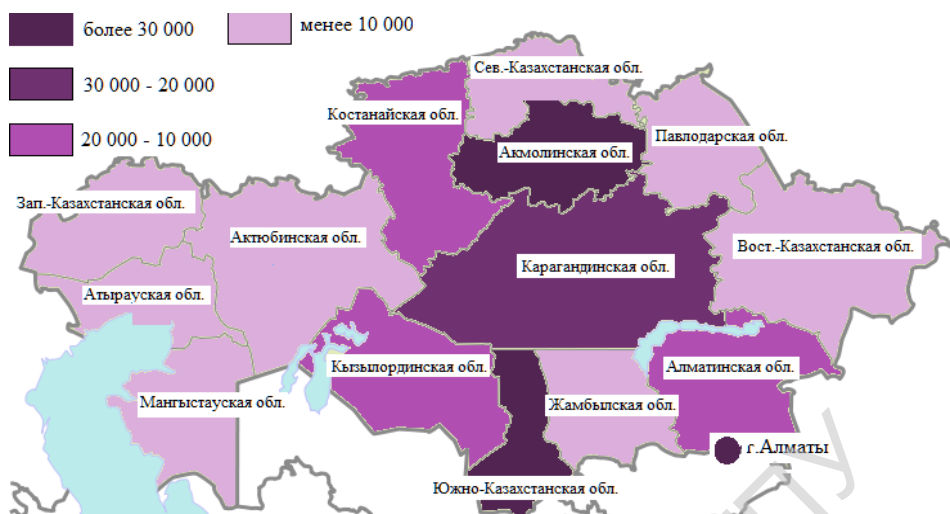 более 30 000
менее 10 000
30 000 - 20 000
20 000 - 10 000
Сев.-Казахстанская обл.
Костанайская обл.
Павлодарская обл.
Акмолинская обл.
Зап.-Казахстанская обл.
Актюбинская обл.
Вост.-Казахстанская обл.
Карагандинская обл.
Атырауская обл.
Кызылординская обл.
Алматинская обл.
Мангыстауская обл.
Жамбылская обл.
г.Алматы
Южно-Казахстанская обл.